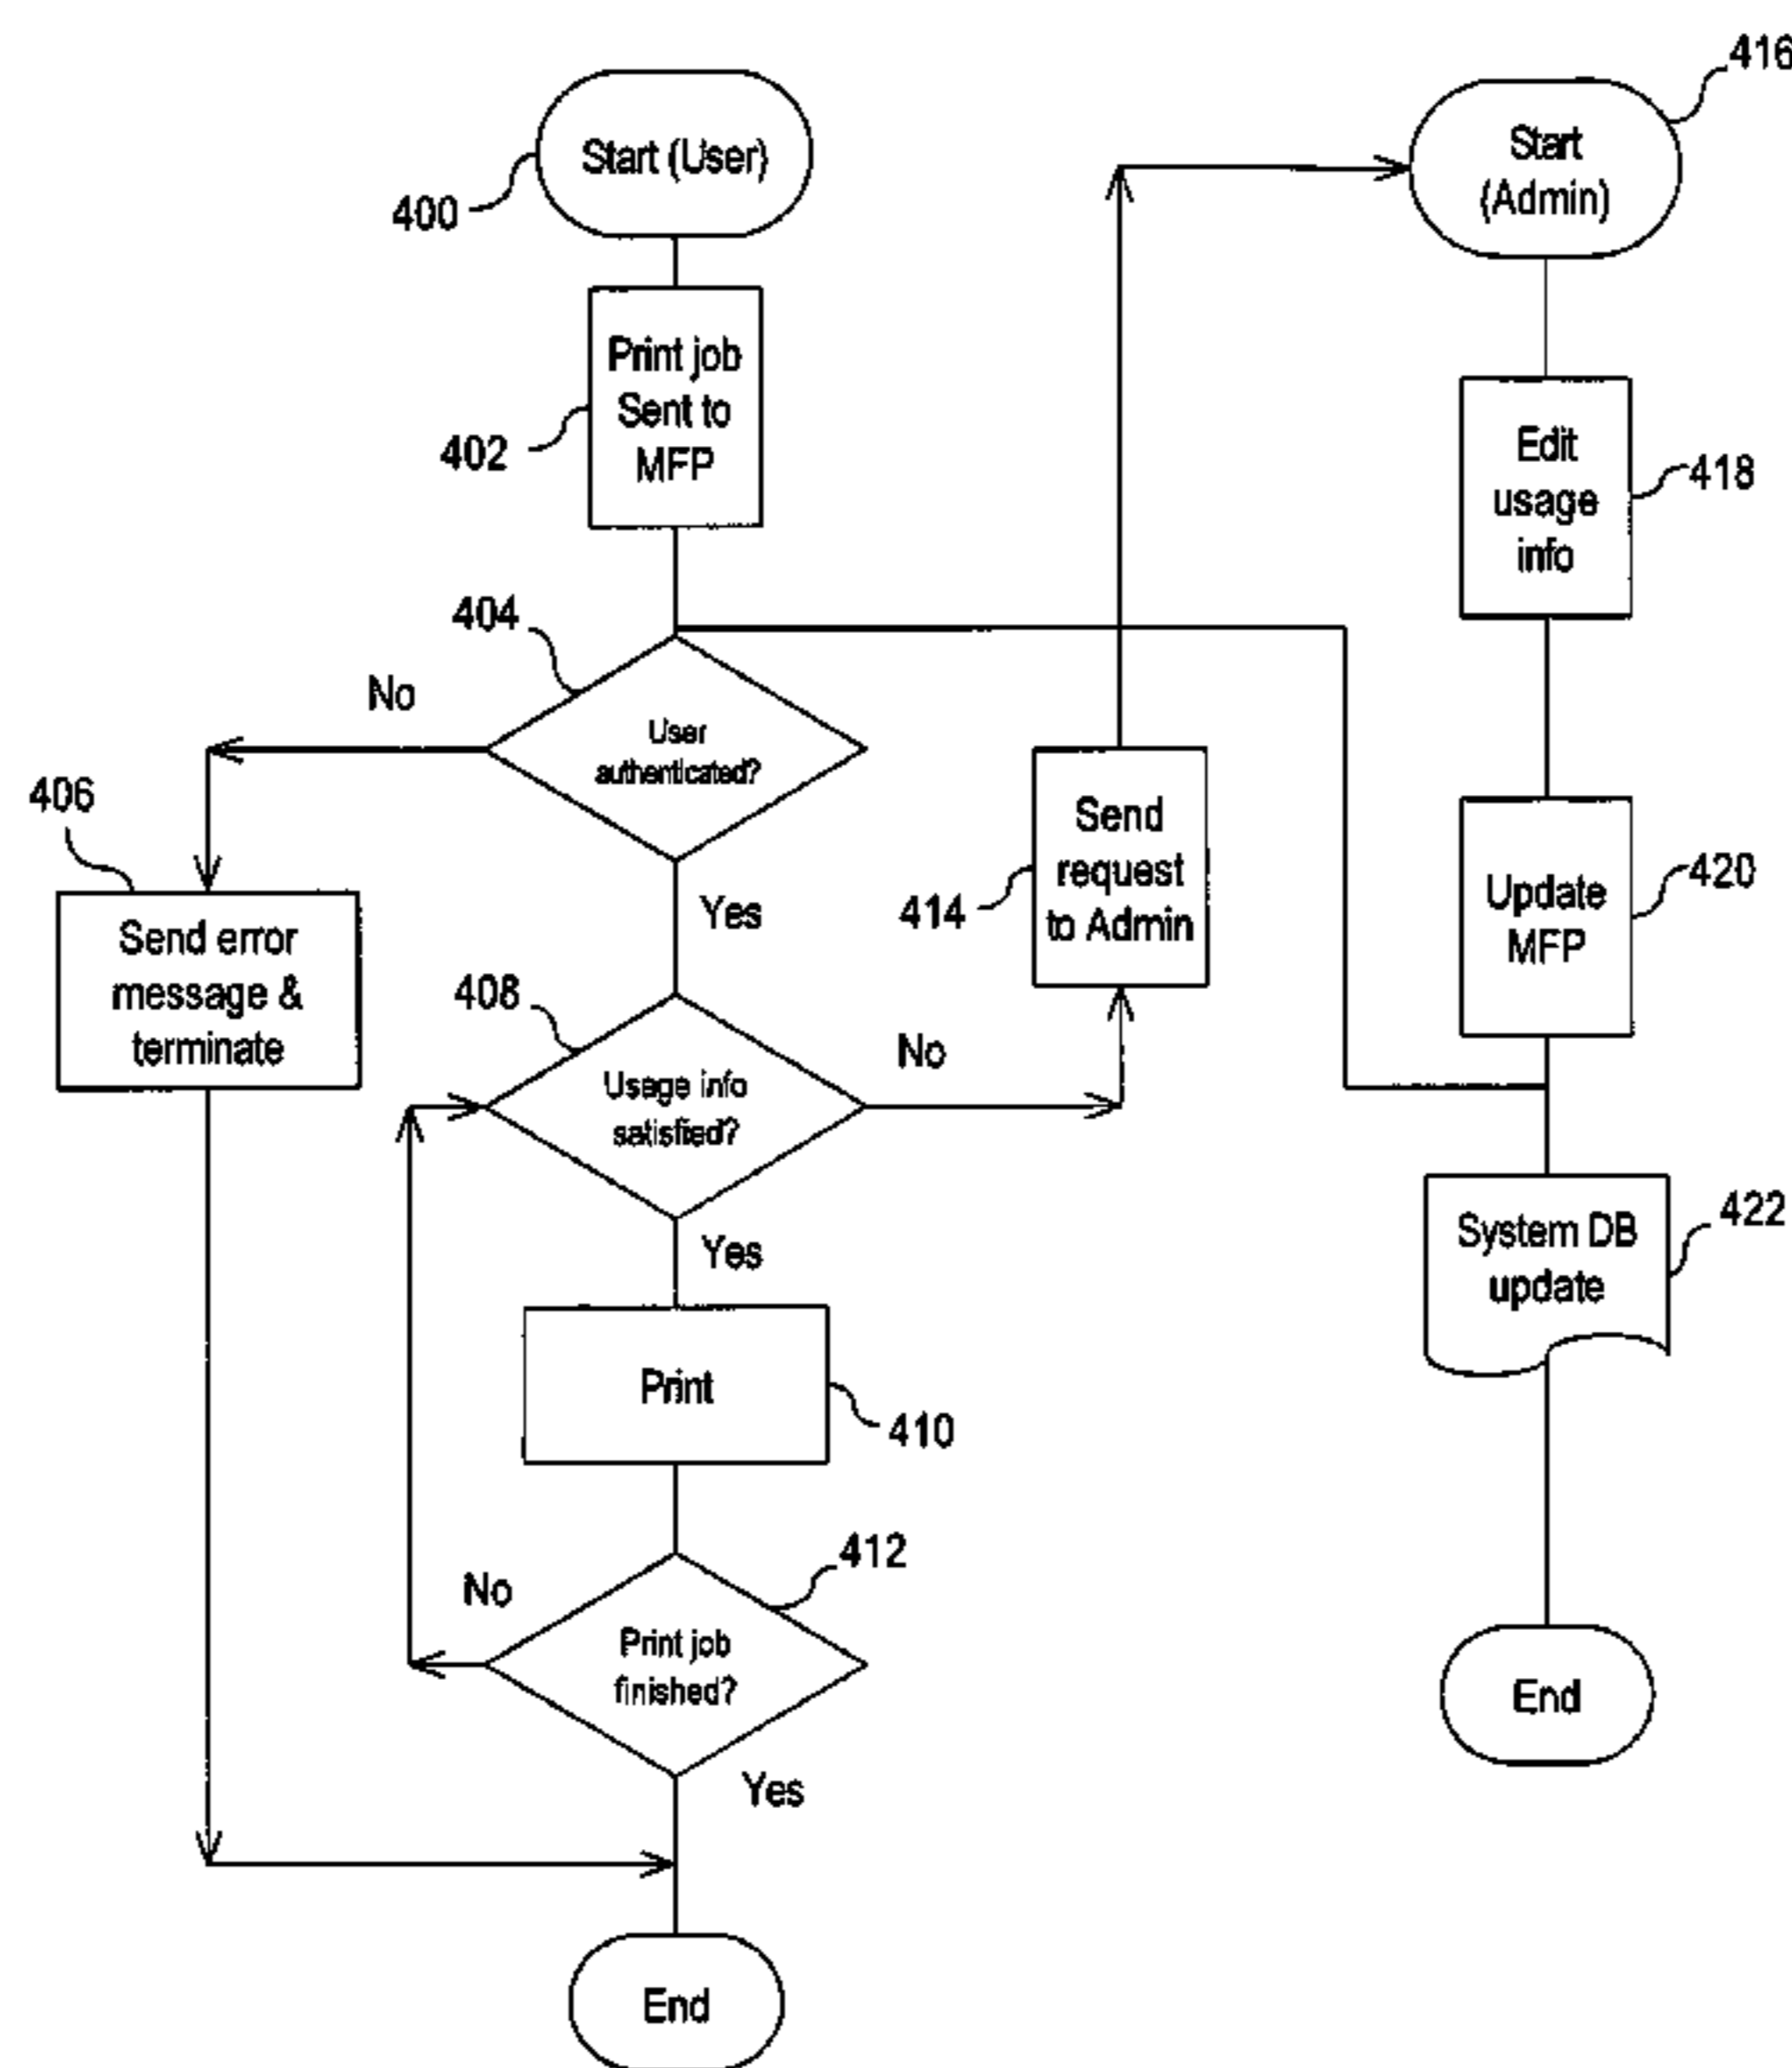 Start (User)
400
Print job
Sent to
MFP
402
404
User
authenticated?
No
Yes
406
Send error
message &
terminate
408
Usage info
satisfied?
No
Yes
Print
410
412
Print job
finished?
No
Yes
End
414
Send
request
to Admin
416
Start
(Admin)
Edit
usage
info
418
Update
MFP
420
System DB
update
422
End